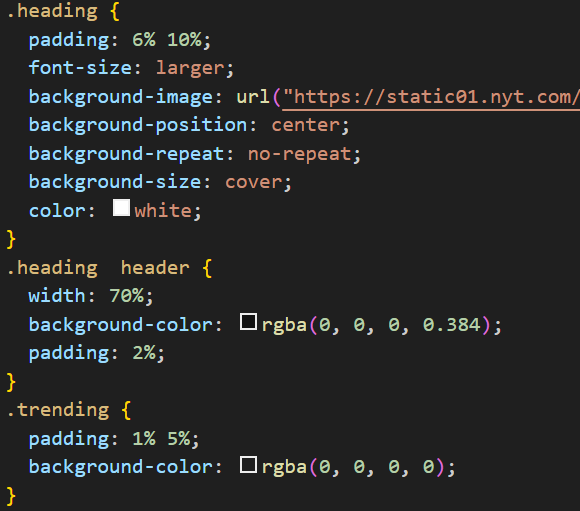 .heading {
  padding: 6% 10%;
  font-size: larger;
  background-image: url("https://static01.nyt.com/
  background-position: center;
  background-repeat: no-repeat;
  background-size: cover;
  color: white;
}
.heading  header {
  width: 70%;
  background-color: rgba(0, 0, 0, 0.384);
  padding: 2%;
}
.trending {
  padding: 1% 5%;
  background-color: rgba(0, 0, 0, 0);
}